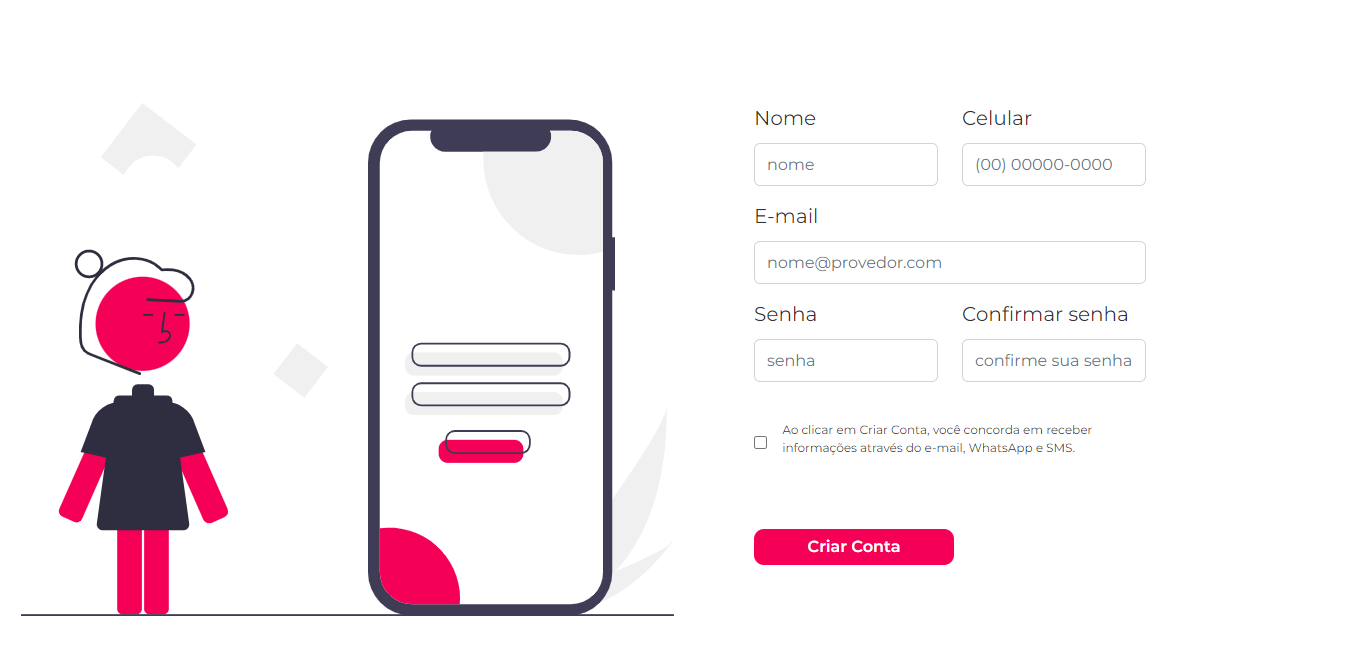 Nome
Celular
nome
(00) 00000-0000
E-mail
nome@provedor.com
Senha
Confirmar senha
senha
confirme sua senha
Ao clicar em Criar Conta, você concorda em receber
informações através do e-mail, WhatsApp e SMS.
Criar Conta